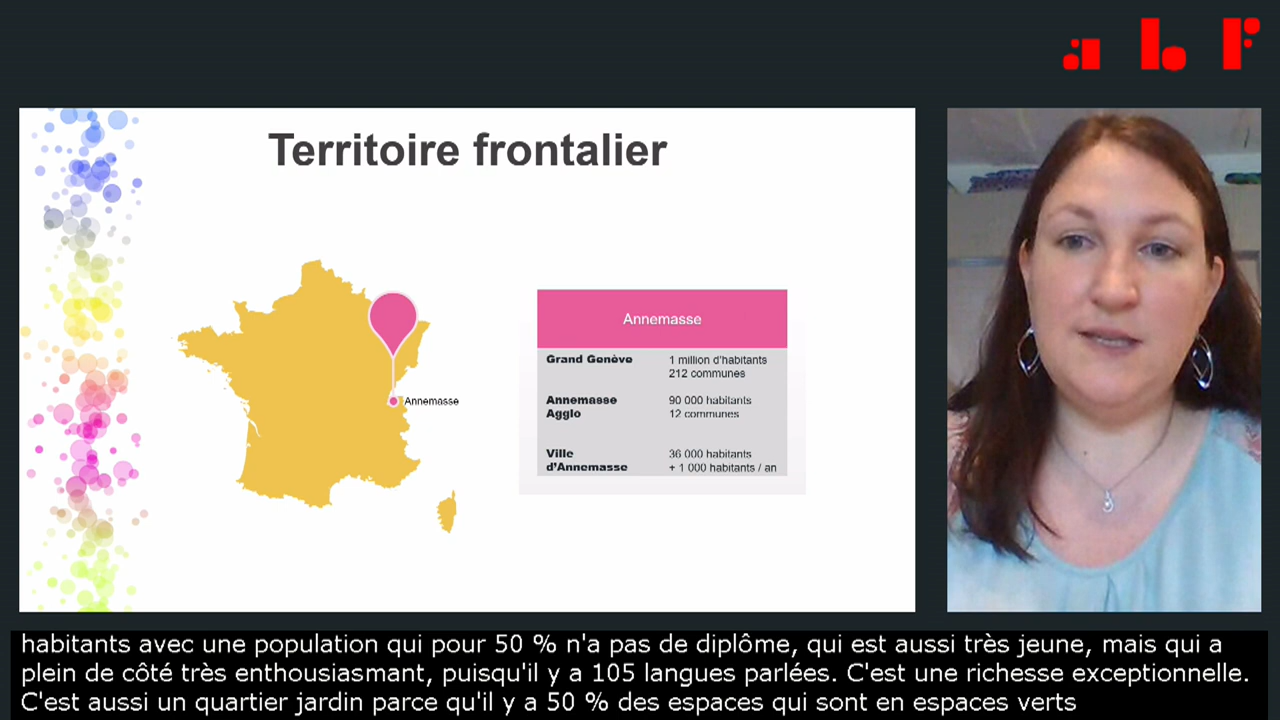 abf
Territoire frontalier
Annemasse
Annemasse
Grand Genève
1 million d'habitants
212 communes
Annemasse
Agglo
90 000 habitants
12 communes
Ville
d'Annemasse
36 000 habitants
+ 1 000 habitants / an
habitants avec une population qui pour 50 % n'a pas de diplôme, qui est aussi très jeune, mais qui a
plein de côté très enthousiasmant, puisqu'il y a 105 langues parlées. C'est une richesse exceptionnelle.
C'est aussi un quartier jardin parce qu'il y a 50 % des espaces qui sont en espaces verts